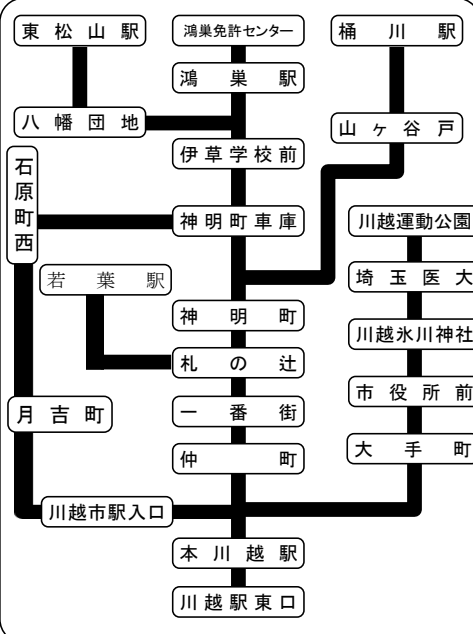 東松山駅
鴻巣免許センター
桶川駅
鴻巣駅
八幡団地
山ヶ谷戸
伊草学校前
石原町西
神明町車庫
川越運動公園
若葉駅
埼玉医大
神明町
川越氷川神社
札の辻
市役所前
月吉町
一番街
大手町
仲町
川越市駅入口
本川越駅
川越駅東口